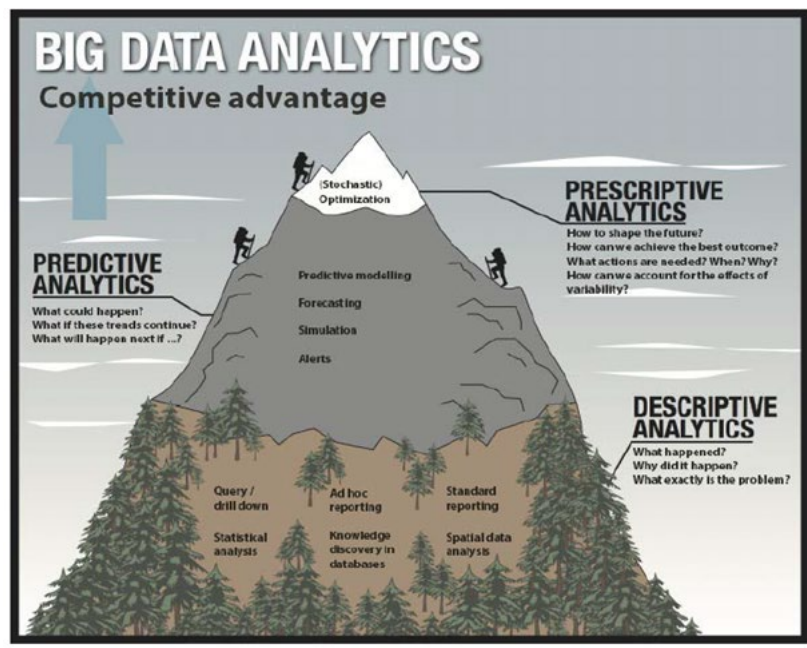 BIG DATA ANALYTICS
Competitive advantage
(Stochastic)
Optimization
PRESCRIPTIVE
ANALYTICS
How to shape the future?
How can we achieve the best outcome?
What actions are needed? When? Why?
How can we account for the effects of
variability?
PREDICTIVE
ANALYTICS
What could happen?
What if these trends continue?
What will happen next if ...?
Predictive modelling
Forecasting
Simulation
Alerts
DESCRIPTIVE
ANALYTICS
What happened?
Why did it happen?
What exactly is the problem?
Query /
drill down
Ad hoc
reporting
Standard
reporting
Statistical
analysis
Knowledge
discovery in
databases
Spatial data
analysis